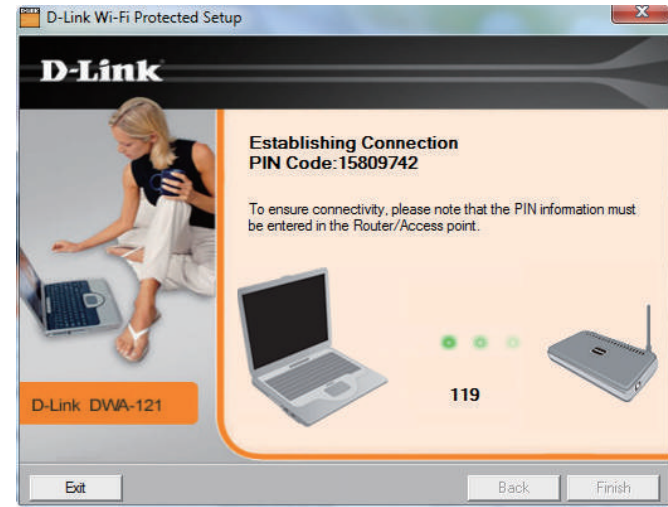 D-Link Wi-Fi Protected Setup
D-Link
Establishing Connection
PIN Code:15809742
To ensure connectivity, please note that the PIN information must
be entered in the Router/Access point.
119
D-Link DWA-121
Exit
Back
Finish